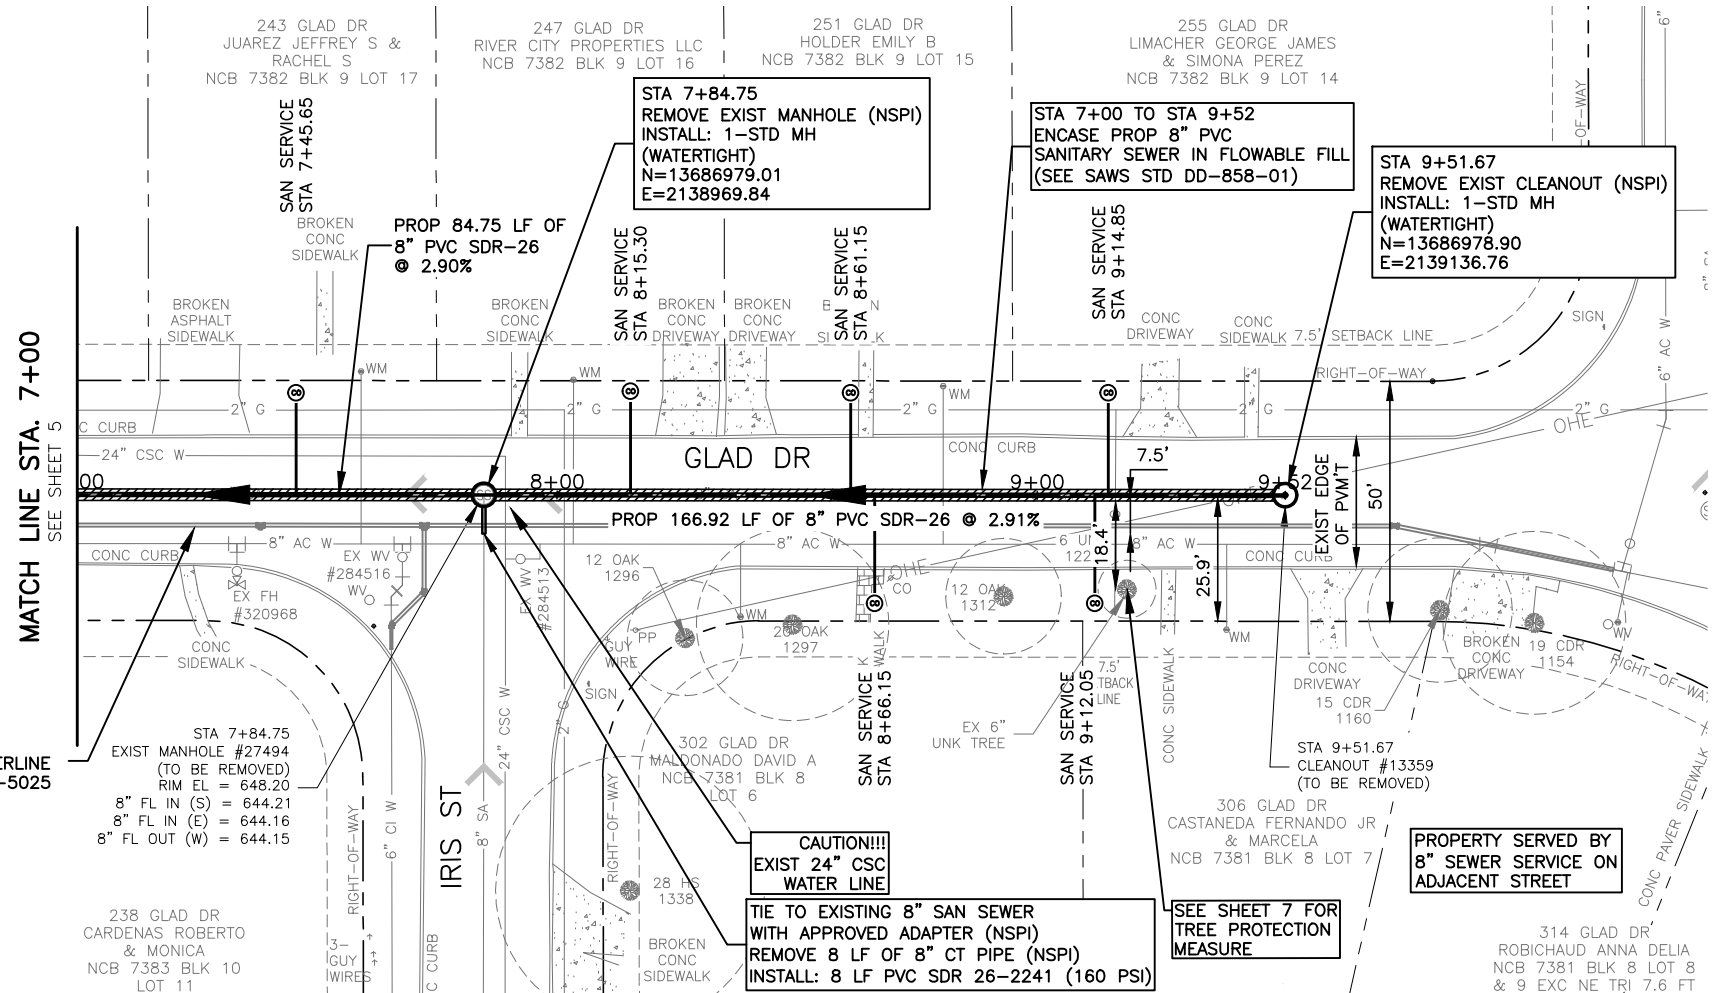 243 GLAD DR
JUAREZ JEFFREY S &
RACHEL S
NCB 7382 BLK 9 LOT 17
247 GLAD DR
RIVER CITY PROPERTIES LLC
NCB 7382 BLK 9 LOT 16
251 GLAD DR
HOLDER EMILY B
NCB 7382 BLK 9 LOT 15
255 GLAD DR
LIMACHER GEORGE JAMES
& SIMONA PEREZ
NCB 7382 BLK 9 LOT 14
6"
OF-WAY
STA 7+84.75
REMOVE EXIST MANHOLE (NSPI)
INSTALL: 1-STD MH
(WATERTIGHT)
N=13686979.01
E=2138969.84
STA 7+00 TO STA 9+52
ENCASE PROP 8" PVC
SANITARY SEWER IN FLOWABLE FILL
(SEE SAWS STD DD-858-01)
STA 9+51.67
REMOVE EXIST CLEANOUT (NSPI)
INSTALL: 1-STD MH
(WATERTIGHT)
N=13686978.90
E=2139136.76
SAN SERVICE
STA 7+45.65
PROP 84.75 LF OF
8" PVC SDR-26
@ 2.90%
BROKEN
CONC
SIDEWALK
SAN SERVICE
STA 8+15.30
SAN SERVICE
STA 8+61.15
SAN SERVICE
STA 9+14.85
BROKEN
ASPHALT
SIDEWALK
BROKEN
CONC
SIDEWALK
BROKEN
CONC
DRIVEWAY
BROKEN
CONC
DRIVEWAY
CONC
DRIVEWAY
CONC
SIDEWALK
7.5' SETBACK LINE
SIGN
6" AC W
RIGHT-OF-WAY
WM
WM
WM
8
8
8
8
2" G
2" G
2" G
2" G
2" G
MATCH LINE STA. 7+00
SEE SHEET 5
C CURB
24" CSC W
GLAD DR
CONC CURB
7.5'
OHE
00
8+00
9+00
9+52
EXIST EDGE
OF PVM'T
50'
PROP 166.92 LF OF 8" PVC SDR-26 @ 2.91%
18.4'
25.9'
CONC CURB
8" AC W
8" AC W
8" AC W
CONC CURB
EX WV
#284516
WV
EX WV
#284513
EX FH
#320968
12 OAK
1296
OHE
CO
12 OAK
1312
8
8
CONC
SIDEWALK
GUY
WIRE
PP
WM
20 OAK
1297
WM
WV
SIGN
2" G
24" CSC W
SAN SERVICE
STA 8+66.15
WALK
SAN SERVICE
STA 9+12.05
7.5'
TBACK
LINE
CONC SIDEWALK
CONC
DRIVEWAY
BROKEN
CONC
DRIVEWAY
19 CDR
1154
15 CDR
1160
RIGHT-OF-WAY
EX 6"
UNK TREE
STA 7+84.75
EXIST MANHOLE #27494
(TO BE REMOVED)
RIM EL = 648.20
8" FL IN (S) = 644.21
8" FL IN (E) = 644.16
8" FL OUT (W) = 644.15
ERLINE
-5025
302 GLAD DR
MALDONADO DAVID A
NCB 7381 BLK 8
LOT 6
STA 9+51.67
CLEANOUT #13359
(TO BE REMOVED)
306 GLAD DR
CASTANEDA FERNANDO JR
& MARCELA
NCB 7381 BLK 8 LOT 7
PROPERTY SERVED BY
8" SEWER SERVICE ON
ADJACENT STREET
CONC PAVER SIDEWALK
RIGHT-OF-WAY
6" CI W
IRIS ST
8" SA
RIGHT-OF-WAY
CAUTION!!!
EXIST 24" CSC
WATER LINE
28 HS
1338
TIE TO EXISTING 8" SAN SEWER
WITH APPROVED ADAPTER (NSPI)
REMOVE 8 LF OF 8" CT PIPE (NSPI)
INSTALL: 8 LF PVC SDR 26-2241 (160 PSI)
SEE SHEET 7 FOR
TREE PROTECTION
MEASURE
238 GLAD DR
CARDENAS ROBERTO
& MONICA
NCB 7383 BLK 10
LOT 11
3-
GUY
WIRES
C CURB
BROKEN
CONC
SIDEWALK
314 GLAD DR
ROBICHAUD ANNA DELIA
NCB 7381 BLK 8 LOT 8
& 9 EXC NE TRI 7.6 FT